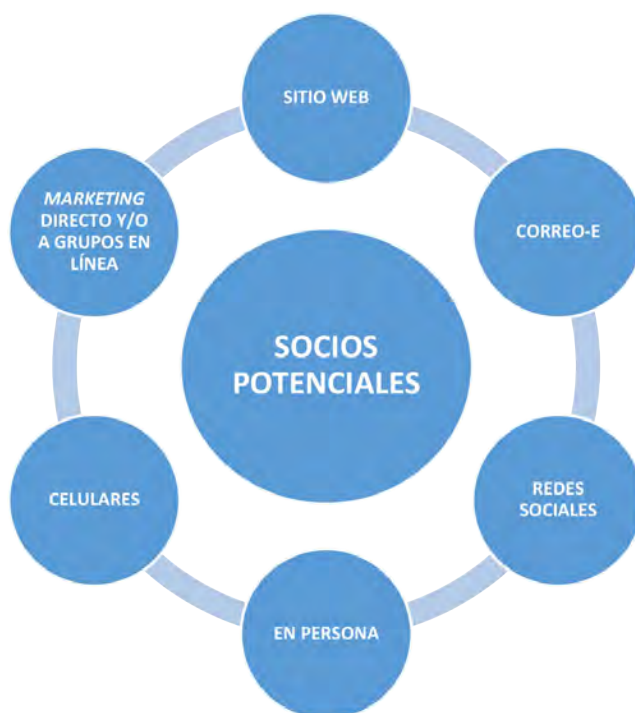 SITIO WEB
CORREO-E
REDES
SOCIALES
EN PERSONA
CELULARES
MARKETING
DIRECTO Y/O
A GRUPOS EN
LÍNEA
SOCIOS
POTENCIALES